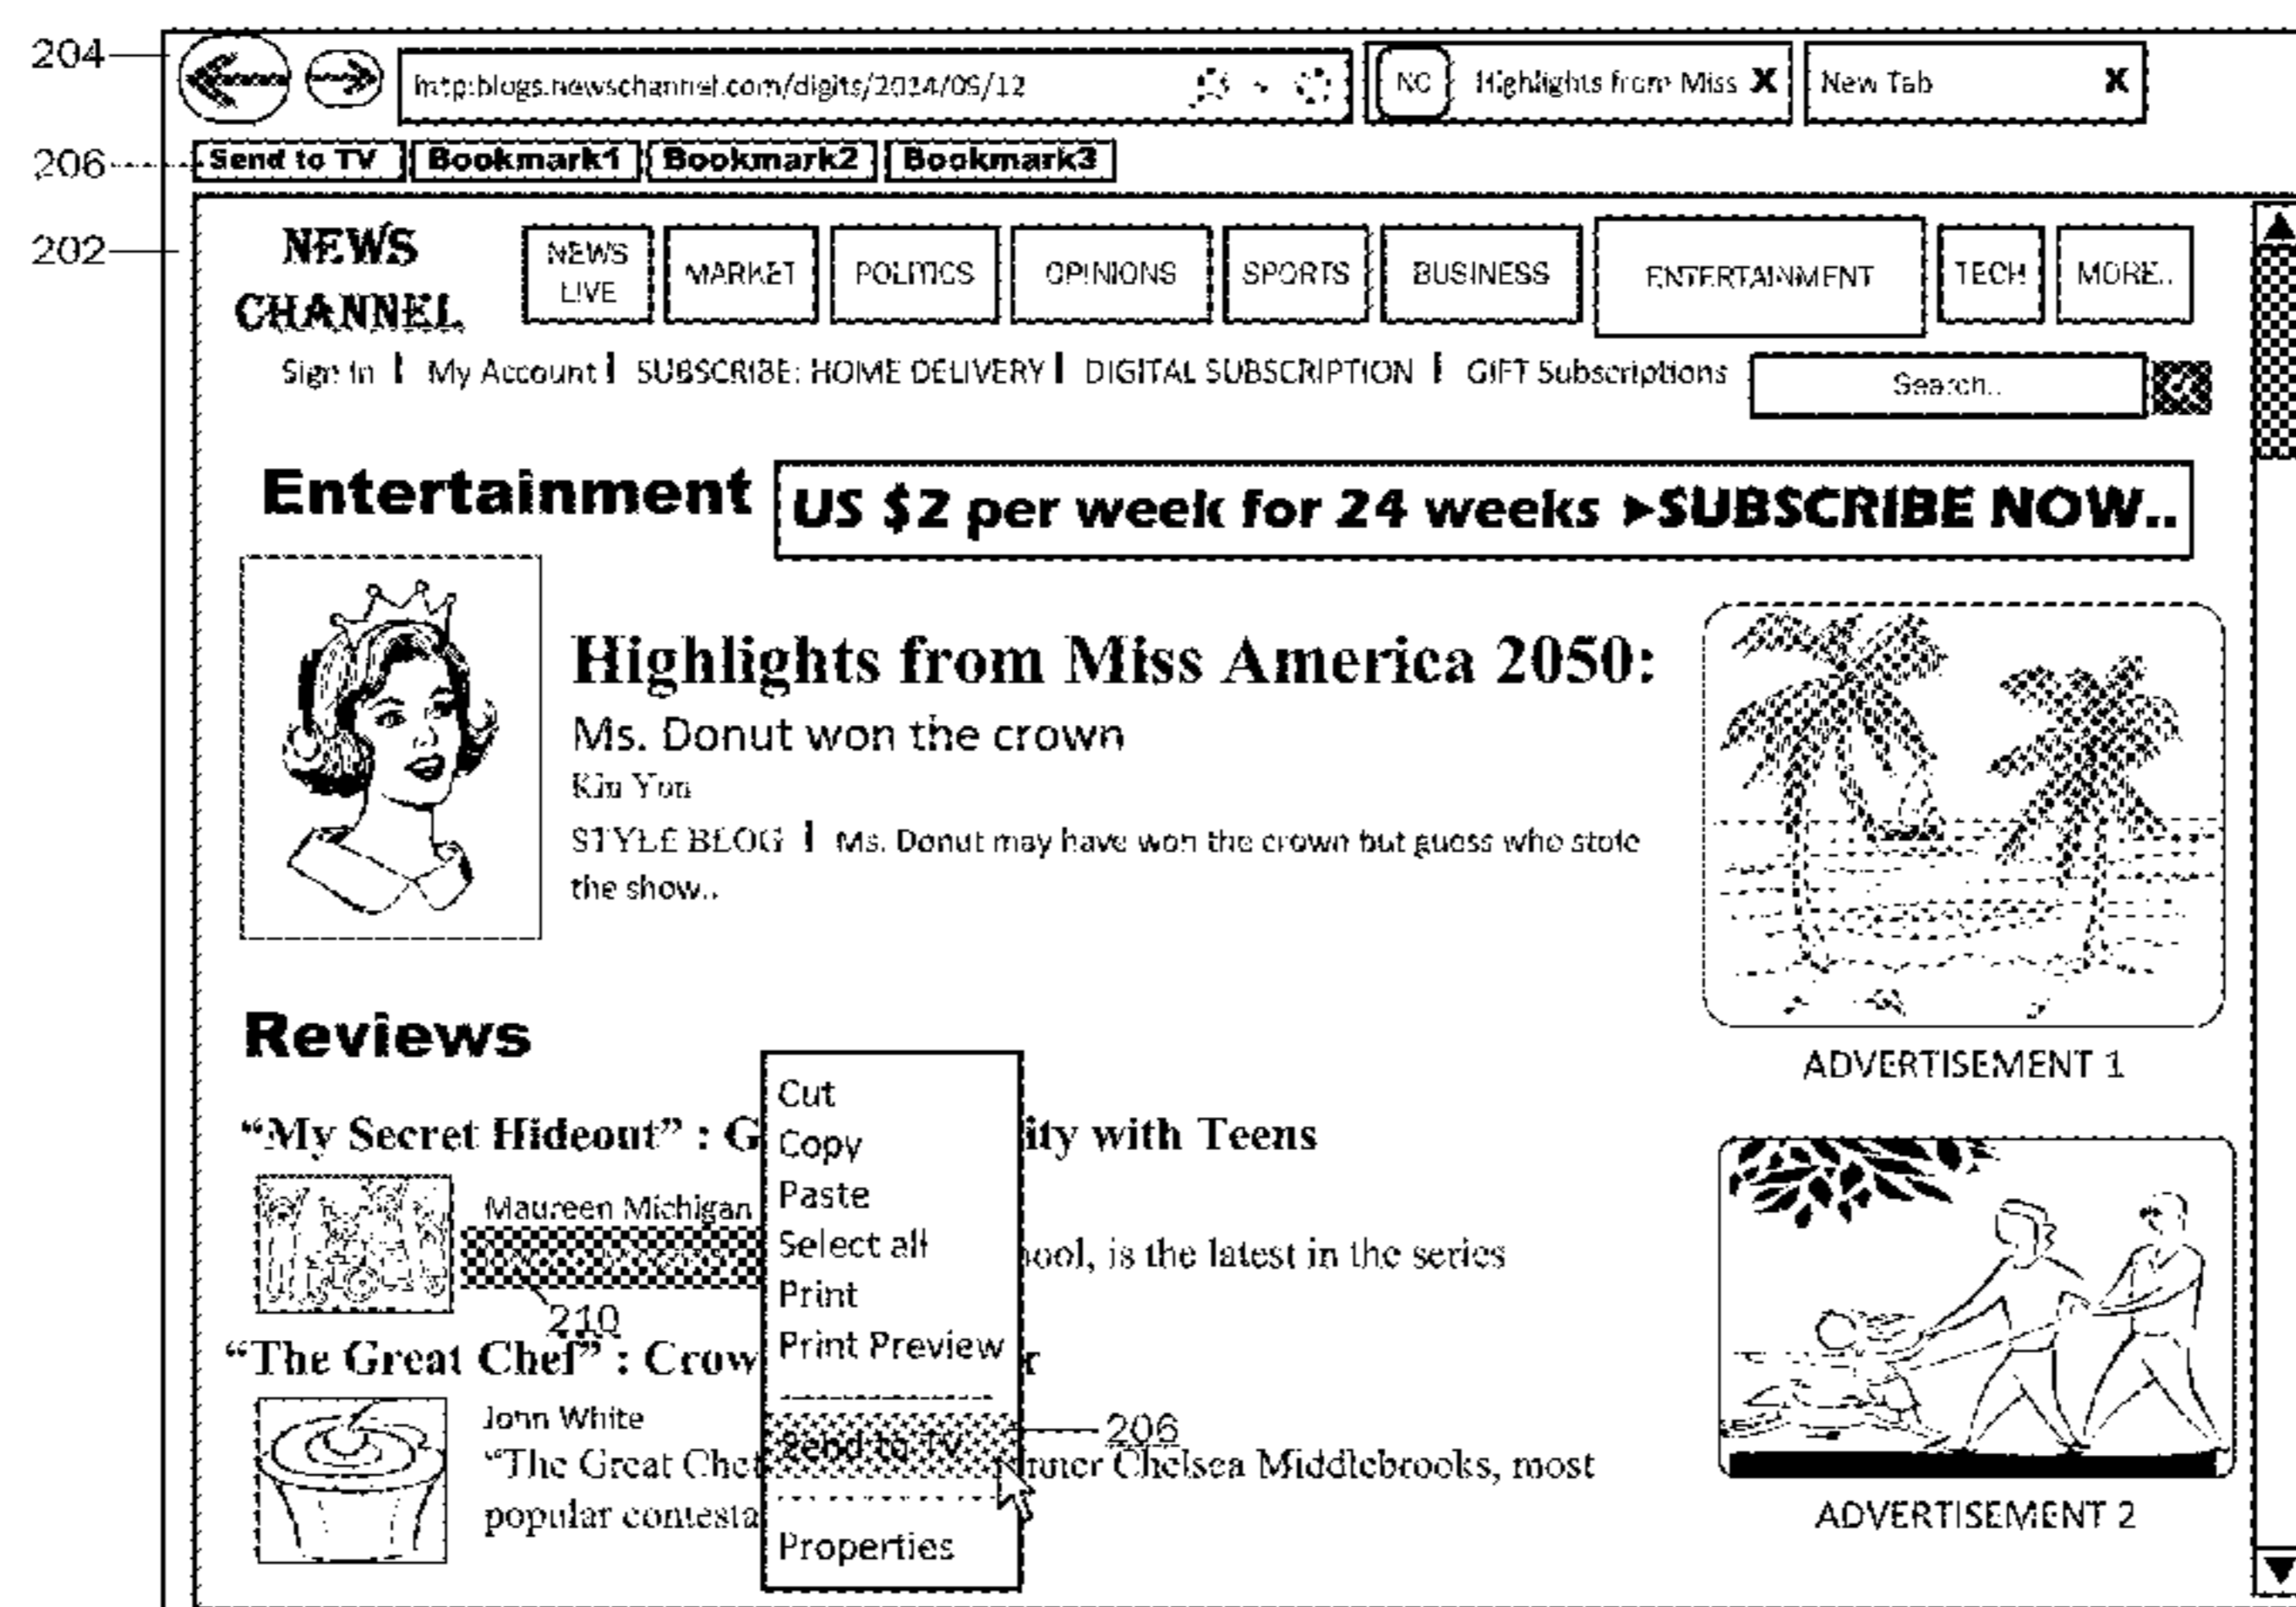 204
http:blogs.newschannel.com/digits/2014/09/12
NC Highlights from Miss X
New Tab X
206
Send to TV Bookmark1 Bookmark2 Bookmark3
202
NEWS CHANNEL
NEWS LIVE
MARKET POLITICS OPINIONS SPORTS BUSINESS ENTERTAINMENT TECH MORE..
Sign In | My Account | SUBSCRIBE: HOME DELIVERY | DIGITAL SUBSCRIPTION | GIFT Subscriptions
Search..
Entertainment
US $2 per week for 24 weeks ▶SUBSCRIBE NOW..
Highlights from Miss America 2050:
Ms. Donut won the crown
STYLE BLOG | Ms. Donut may have won the crown but guess who stole
the show..
ADVERTISEMENT 1
Reviews
"My Secret Hideout" : G ity with Teens
Maureen Michigan
ool, is the latest in the series
210
"The Great Chef" : Crow r
John White
"The Great Chef Chelsea Middlebrooks, most
popular contesta
Cut
Copy
Paste
Select all
Print
Print Preview
Send to TV
206
Properties
ADVERTISEMENT 2